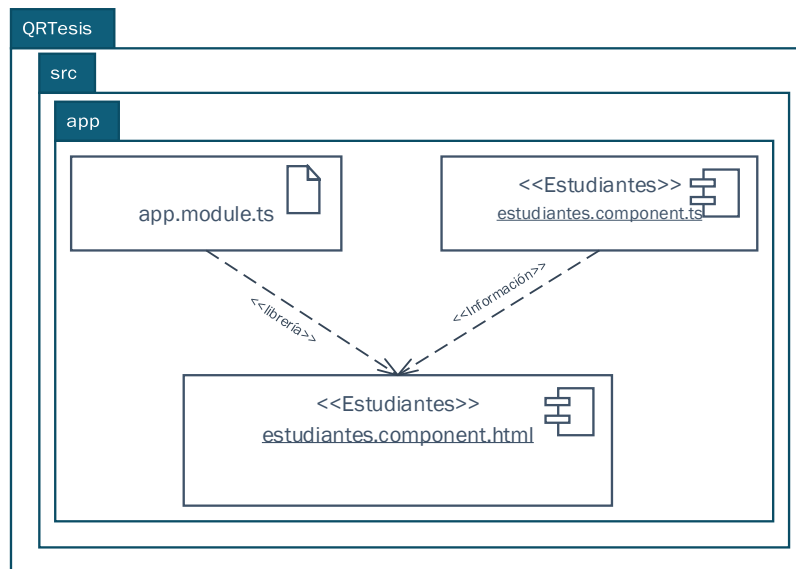 QRTesis
src
app
app.module.ts
<<Estudiantes>>
estudiantes.component.ts
<<librería>>
<<Información>>
<<Estudiantes>>
estudiantes.component.html